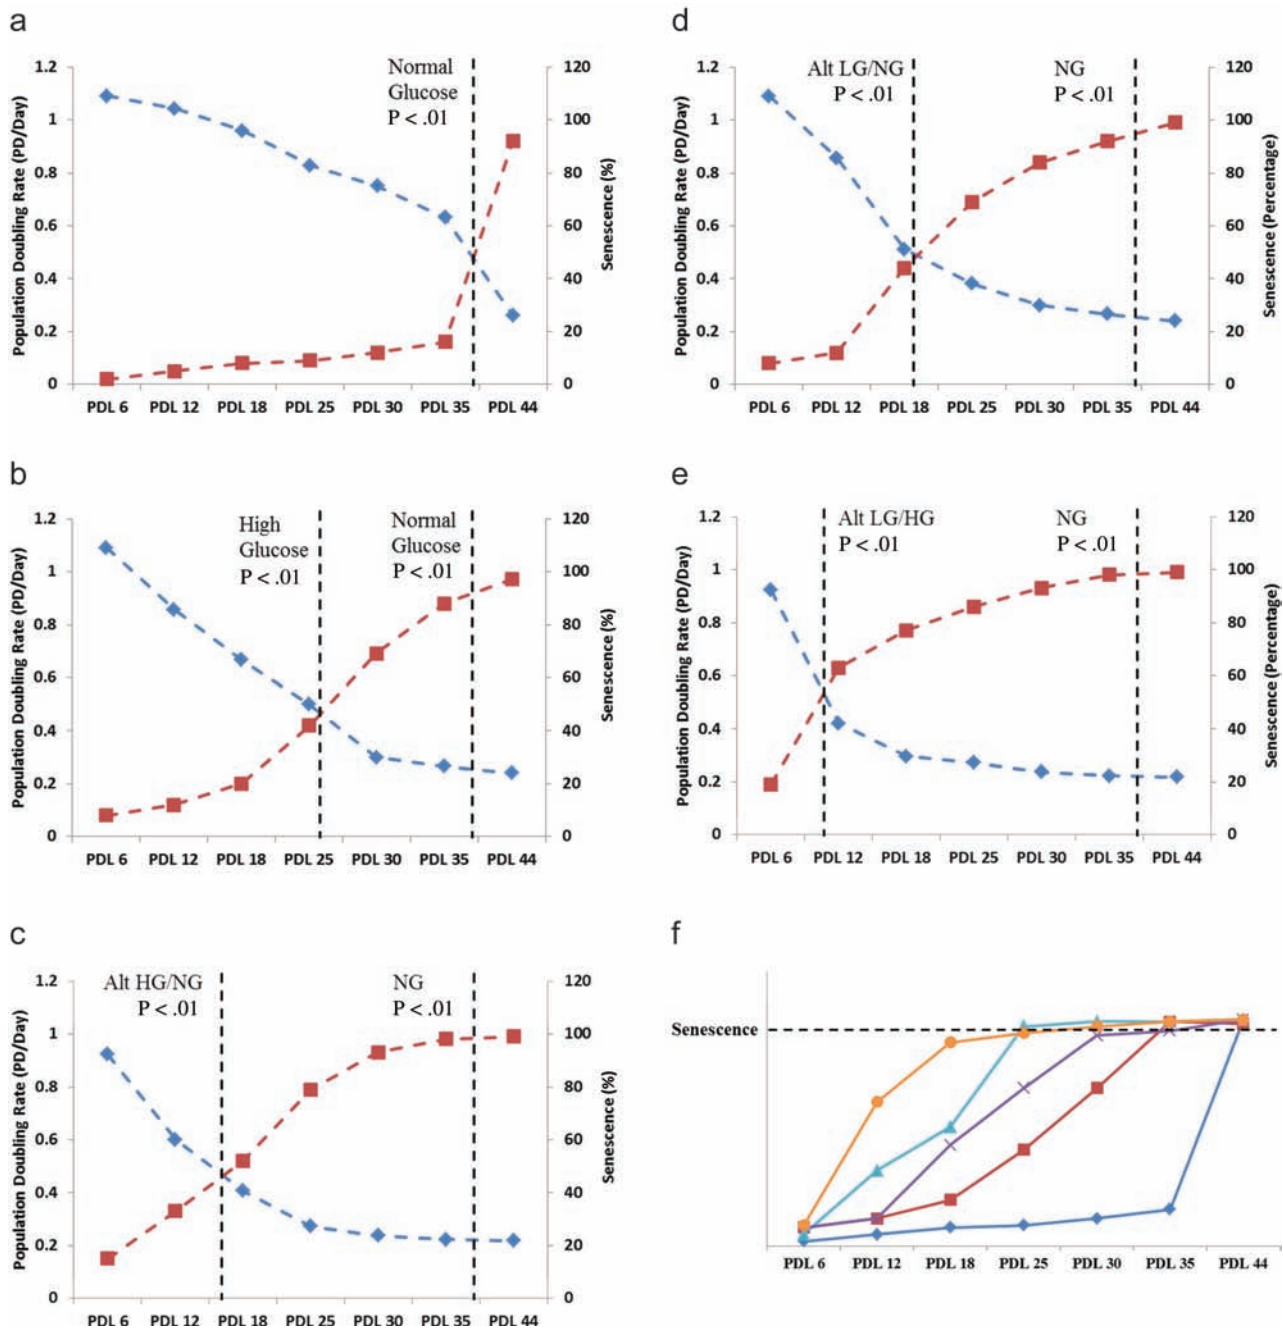 a
Normal
Glucose
P < .01
Population Doubling Rate (PD/Day)
1.2
1
0.8
0.6
0.4
0.2
0
120
100
80
60
40
20
0
Senescence (%)
PDL 6 PDL 12 PDL 18 PDL 25 PDL 30 PDL 35 PDL 44
b
High
Glucose
P < .01
Normal
Glucose
P < .01
Population Doubling Rate (PD/Day)
1.2
1
0.8
0.6
0.4
0.2
0
120
100
80
60
40
20
0
Senescence (%)
PDL 6 PDL 12 PDL 18 PDL 25 PDL 30 PDL 35 PDL 44
c
Alt HG/NG
P < .01
NG
P < .01
Population Doubling Rate (PD/Day)
1.2
1
0.8
0.6
0.4
0.2
0
120
100
80
60
40
20
0
Senescence (%)
PDL 6 PDL 12 PDL 18 PDL 25 PDL 30 PDL 35 PDL 44
d
Alt LG/NG
P < .01
NG
P < .01
Population Doubling Rate (PD/Day)
1.2
1
0.8
0.6
0.4
0.2
0
120
100
80
60
40
20
0
Senescence (Percentage)
PDL 6 PDL 12 PDL 18 PDL 25 PDL 30 PDL 35 PDL 44
e
Alt LG/HG
P < .01
NG
P < .01
Population Doubling Rate (PD/Day)
1.2
1
0.8
0.6
0.4
0.2
0
120
100
80
60
40
20
0
Senescence (Percentage)
PDL 6 PDL 12 PDL 18 PDL 25 PDL 30 PDL 35 PDL 44
f
Senescence
PDL 6 PDL 12 PDL 18 PDL 25 PDL 30 PDL 35 PDL 44